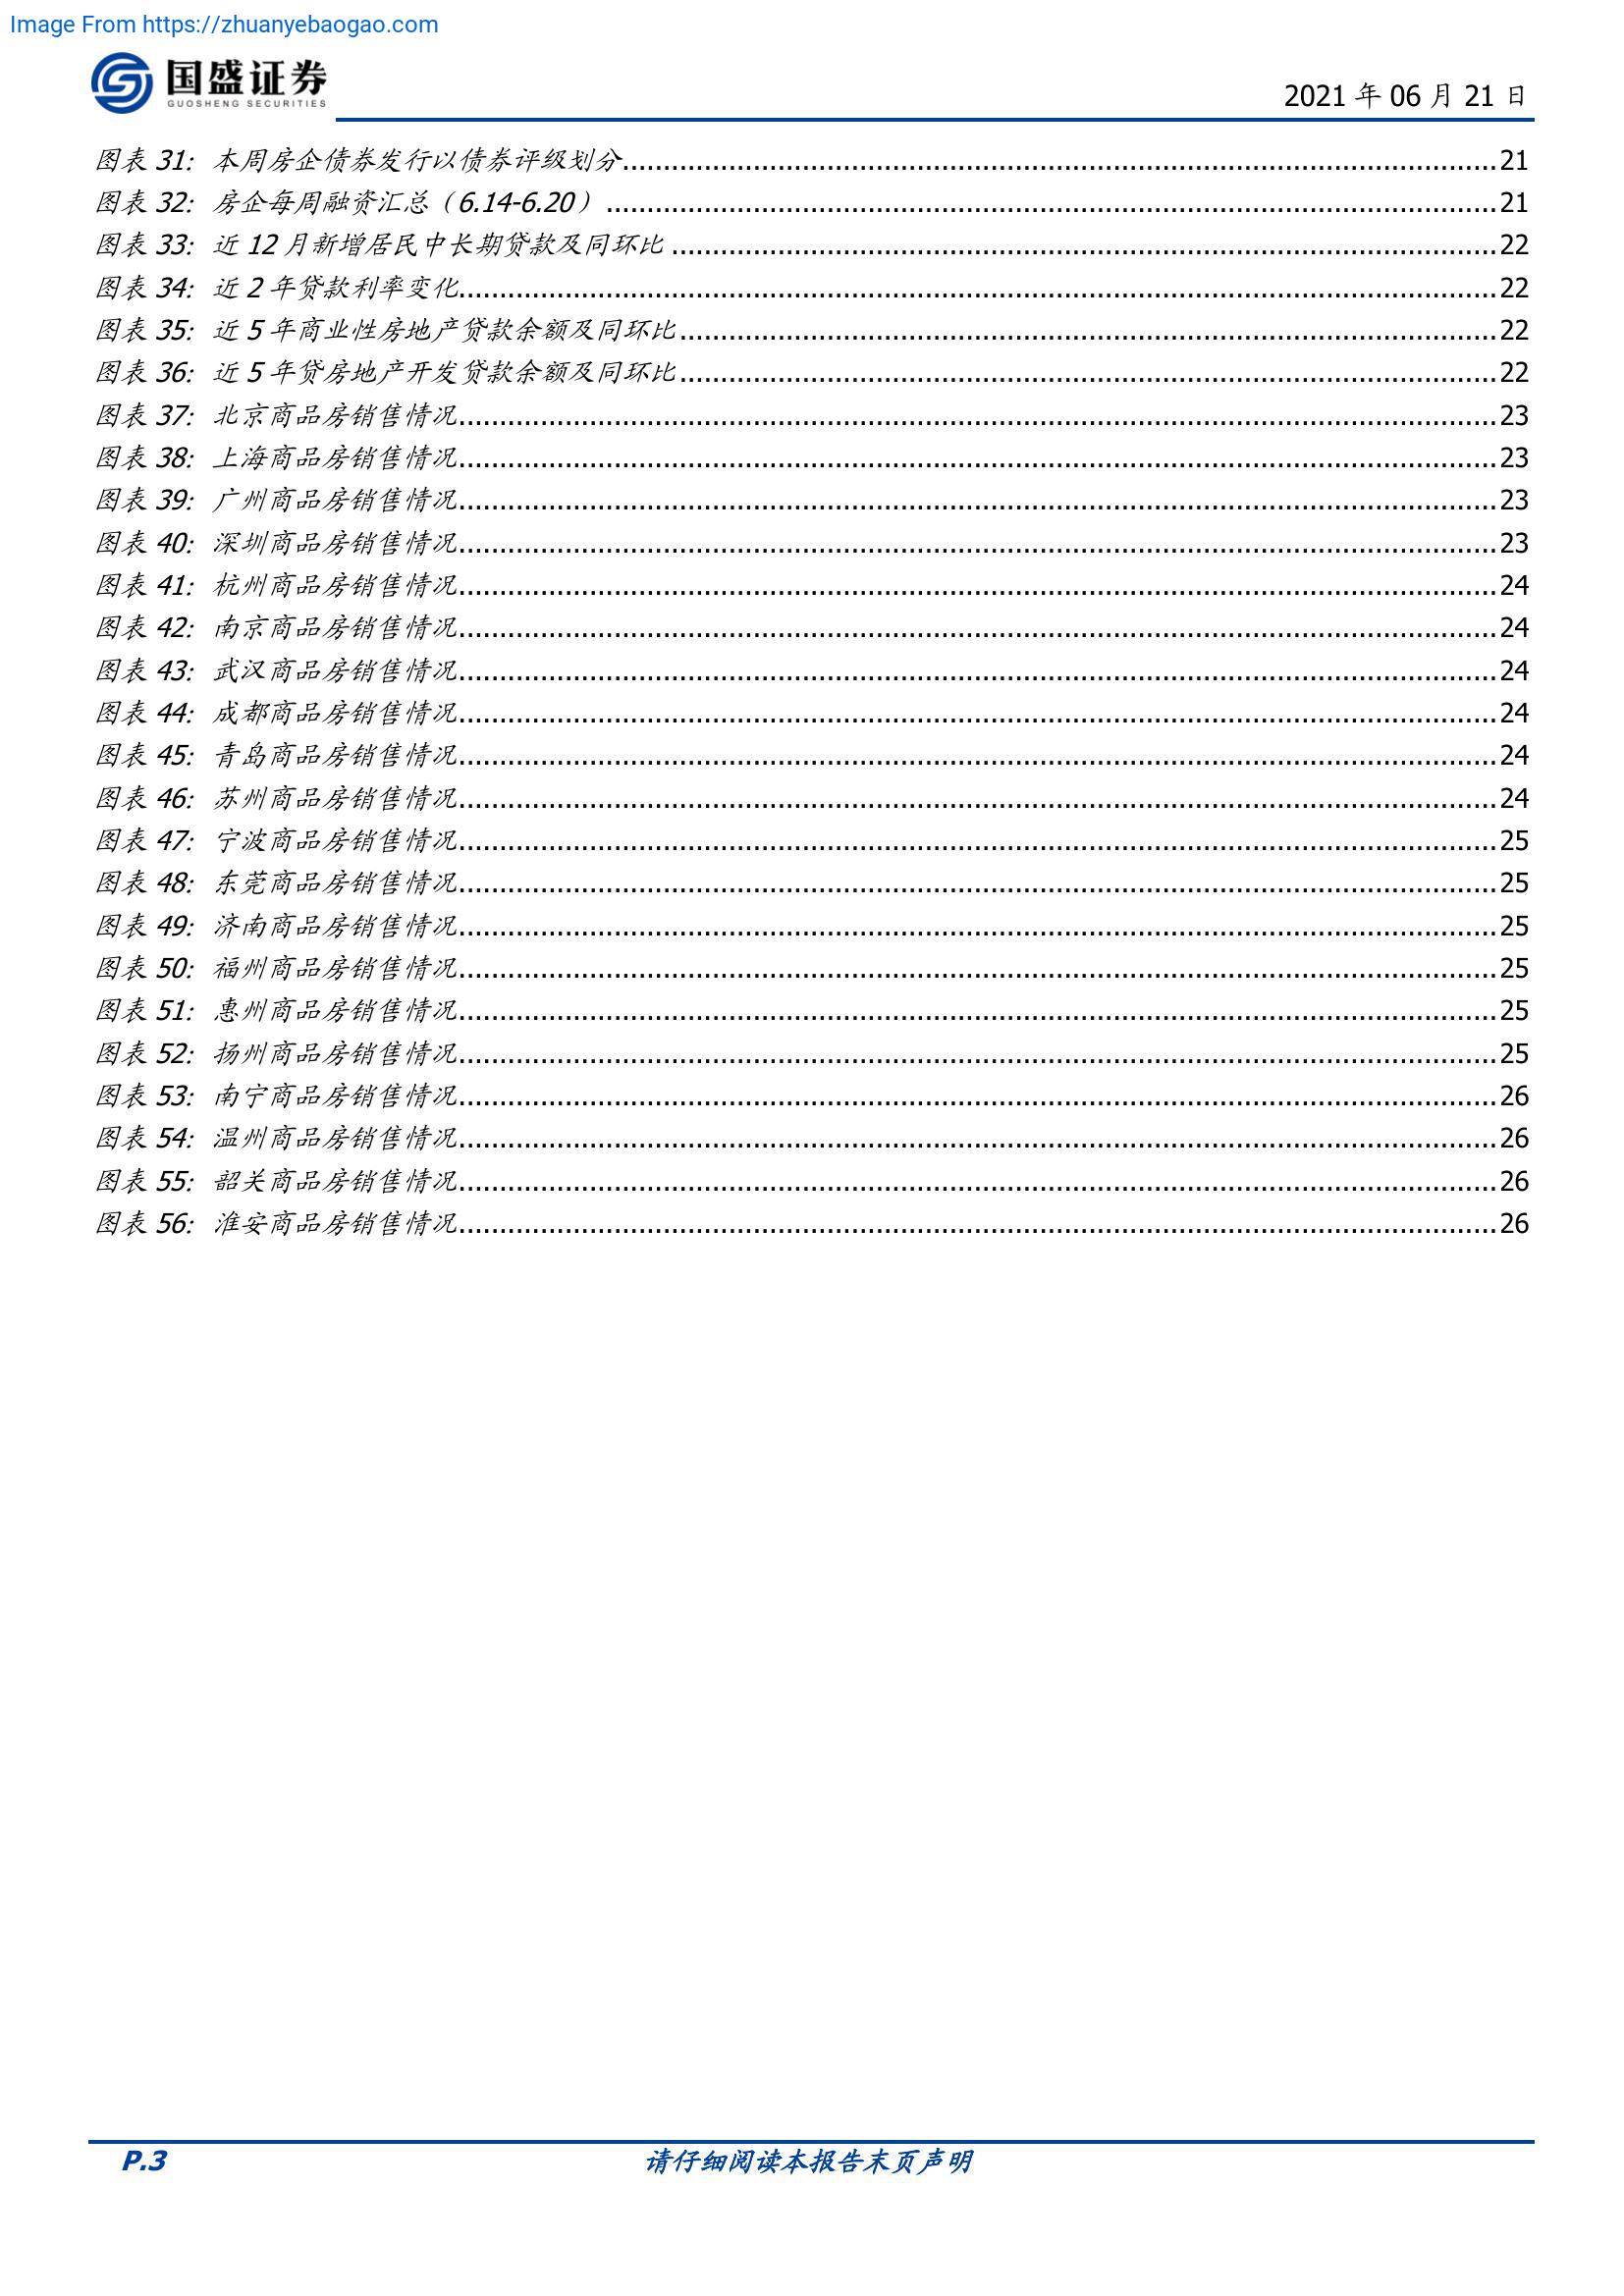 Image From https://zhuanyebaogao.com
国盛证券
GUOSHENG SECURITIES
2021 年 06 月 21 日
图表 31: 本周房企债券发行以债券评级划分 21
图表 32: 房企每周融资汇总（6.14-6.20） 21
图表 33: 近 12 月新增居民中长期贷款及同环比 22
图表 34: 近 2 年贷款利率变化 22
图表 35: 近 5 年商业性房地产贷款余额及同环比 22
图表 36: 近 5 年贷房地产开发贷款余额及同环比 22
图表 37: 北京商品房销售情况 23
图表 38: 上海商品房销售情况 23
图表 39: 广州商品房销售情况 23
图表 40: 深圳商品房销售情况 23
图表 41: 杭州商品房销售情况 24
图表 42: 南京商品房销售情况 24
图表 43: 武汉商品房销售情况 24
图表 44: 成都商品房销售情况 24
图表 45: 青岛商品房销售情况 24
图表 46: 苏州商品房销售情况 24
图表 47: 宁波商品房销售情况 25
图表 48: 东莞商品房销售情况 25
图表 49: 济南商品房销售情况 25
图表 50: 福州商品房销售情况 25
图表 51: 惠州商品房销售情况 25
图表 52: 扬州商品房销售情况 25
图表 53: 南宁商品房销售情况 26
图表 54: 温州商品房销售情况 26
图表 55: 韶关商品房销售情况 26
图表 56: 淮安商品房销售情况 26
P.3 请仔细阅读本报告末页声明